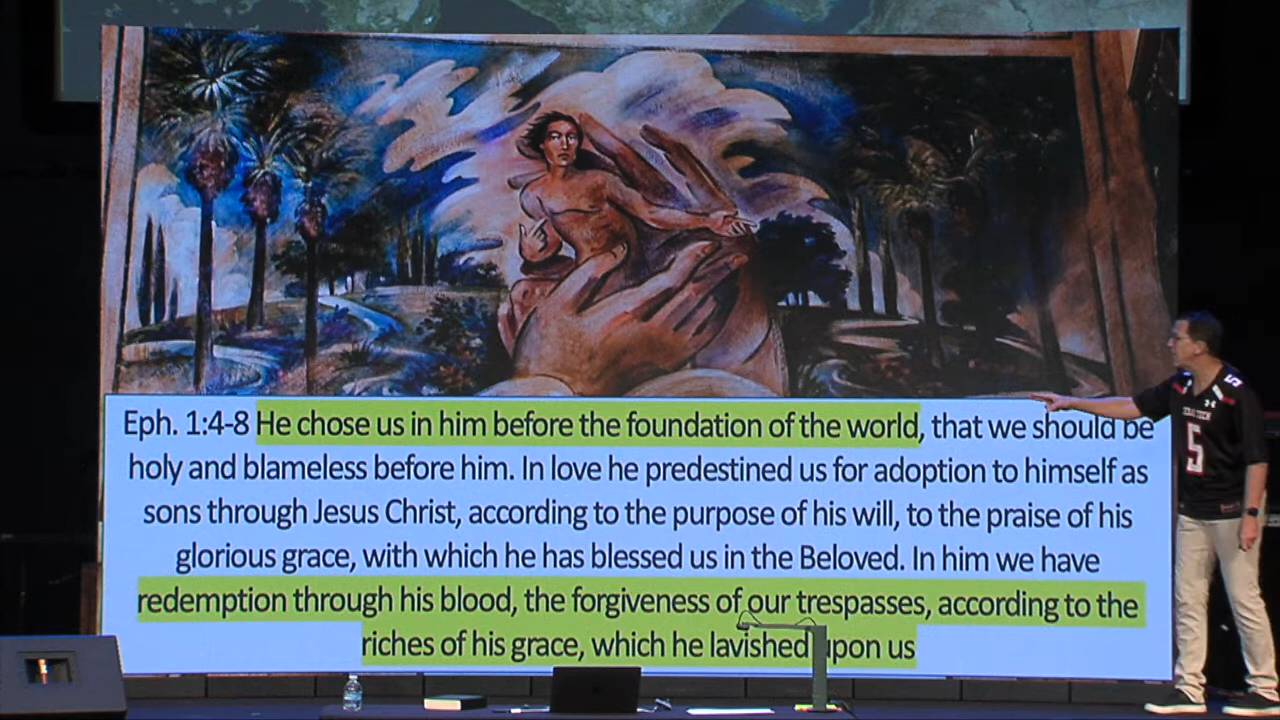 Eph. 1:4-8 He chose us in him before the foundation of the world, that we should be
holy and blameless before him. In love he predestined us for adoption to himself as
sons through Jesus Christ, according to the purpose of his will, to the praise of his
glorious grace, with which he has blessed us in the Beloved. In him we have
redemption through his blood, the forgiveness of our trespasses, according to the
riches of his grace, which he lavished upon us
TEXAS TECH
5
5